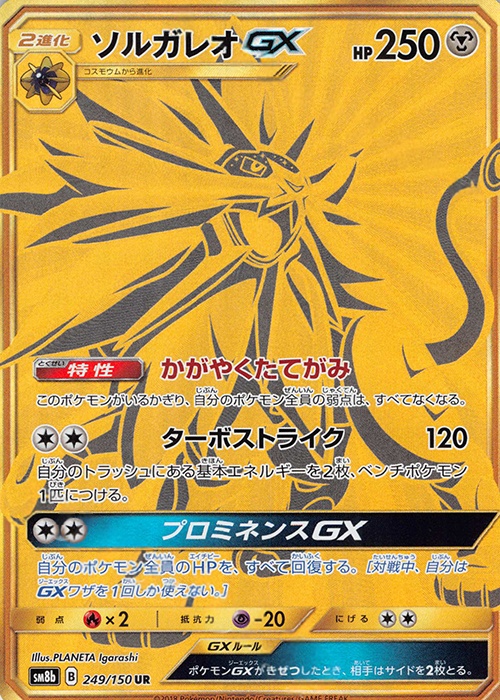 2進化 ソルガレオGX HP250
コスモウムから進化
とくせい
特性 かがやくたてがみ
このポケモンがいるかぎり、自分のポケモン全員の弱点は、すべてなくなる。
ターボストライク 120
自分のトラッシュにある基本エネルギーを2枚、ベンチポケモン
1匹につける。
プロミネンスGX
自分のポケモン全員のHPを、すべて回復する。[対戦中、自分は
GXワザを1回しか使えない。]
弱点 ×2 抵抗力 -20 にげる
GXルール
Illus.PLANETA Igarashi
sm8b B 249/150 UR
ポケモンGXがきぜつしたとき、相手はサイドを2枚とる。
©2018 Pokémon/Nintendo/Creatures/GAME FREAK